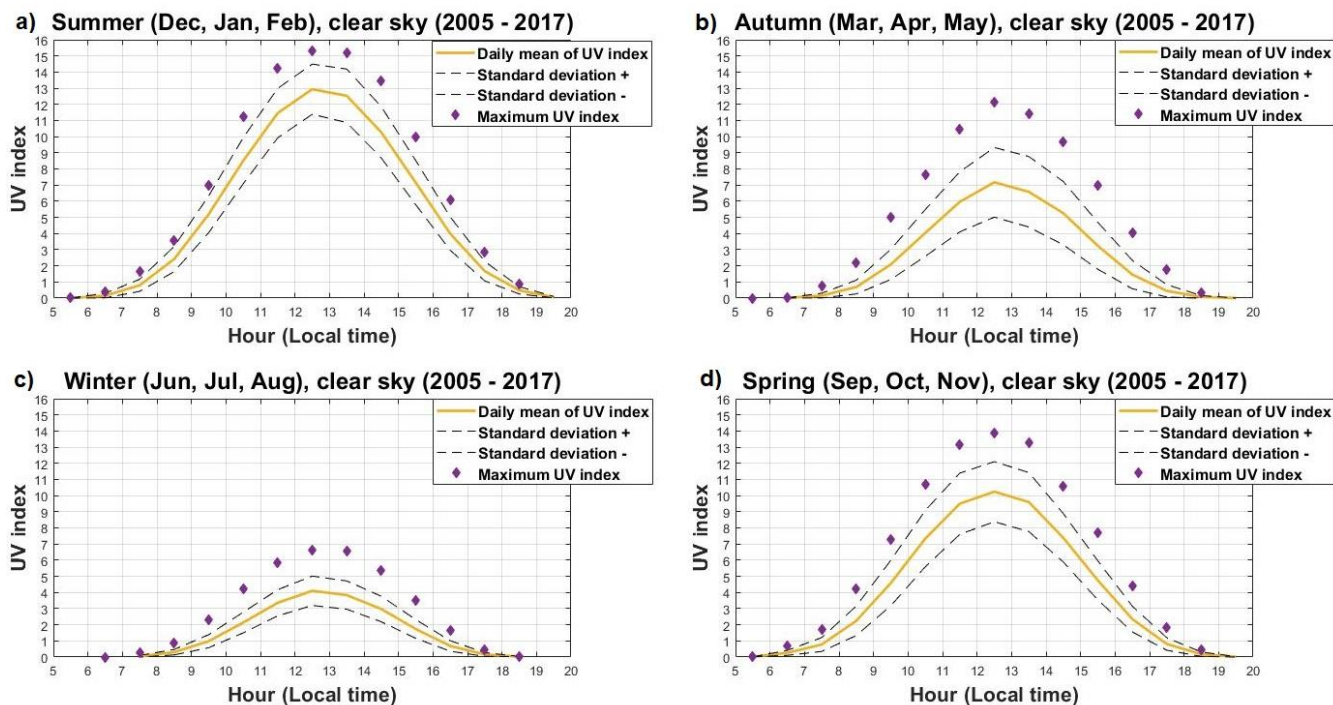 a) Summer (Dec, Jan, Feb), clear sky (2005 - 2017)
UV index
16
15
14
13
12
11
10
9
8
7
6
5
4
3
2
1
0
Daily mean of UV index
Standard deviation +
Standard deviation -
Maximum UV index
5 6 7 8 9 10 11 12 13 14 15 16 17 18 19 20
Hour (Local time)
b) Autumn (Mar, Apr, May), clear sky (2005 - 2017)
UV index
16
15
14
13
12
11
10
9
8
7
6
5
4
3
2
1
0
Daily mean of UV index
Standard deviation +
Standard deviation -
Maximum UV index
5 6 7 8 9 10 11 12 13 14 15 16 17 18 19 20
Hour (Local time)
c) Winter (Jun, Jul, Aug), clear sky (2005 - 2017)
UV index
16
15
14
13
12
11
10
9
8
7
6
5
4
3
2
1
0
Daily mean of UV index
Standard deviation +
Standard deviation -
Maximum UV index
5 6 7 8 9 10 11 12 13 14 15 16 17 18 19 20
Hour (Local time)
d) Spring (Sep, Oct, Nov), clear sky (2005 - 2017)
UV index
16
15
14
13
12
11
10
9
8
7
6
5
4
3
2
1
0
Daily mean of UV index
Standard deviation +
Standard deviation -
Maximum UV index
5 6 7 8 9 10 11 12 13 14 15 16 17 18 19 20
Hour (Local time)